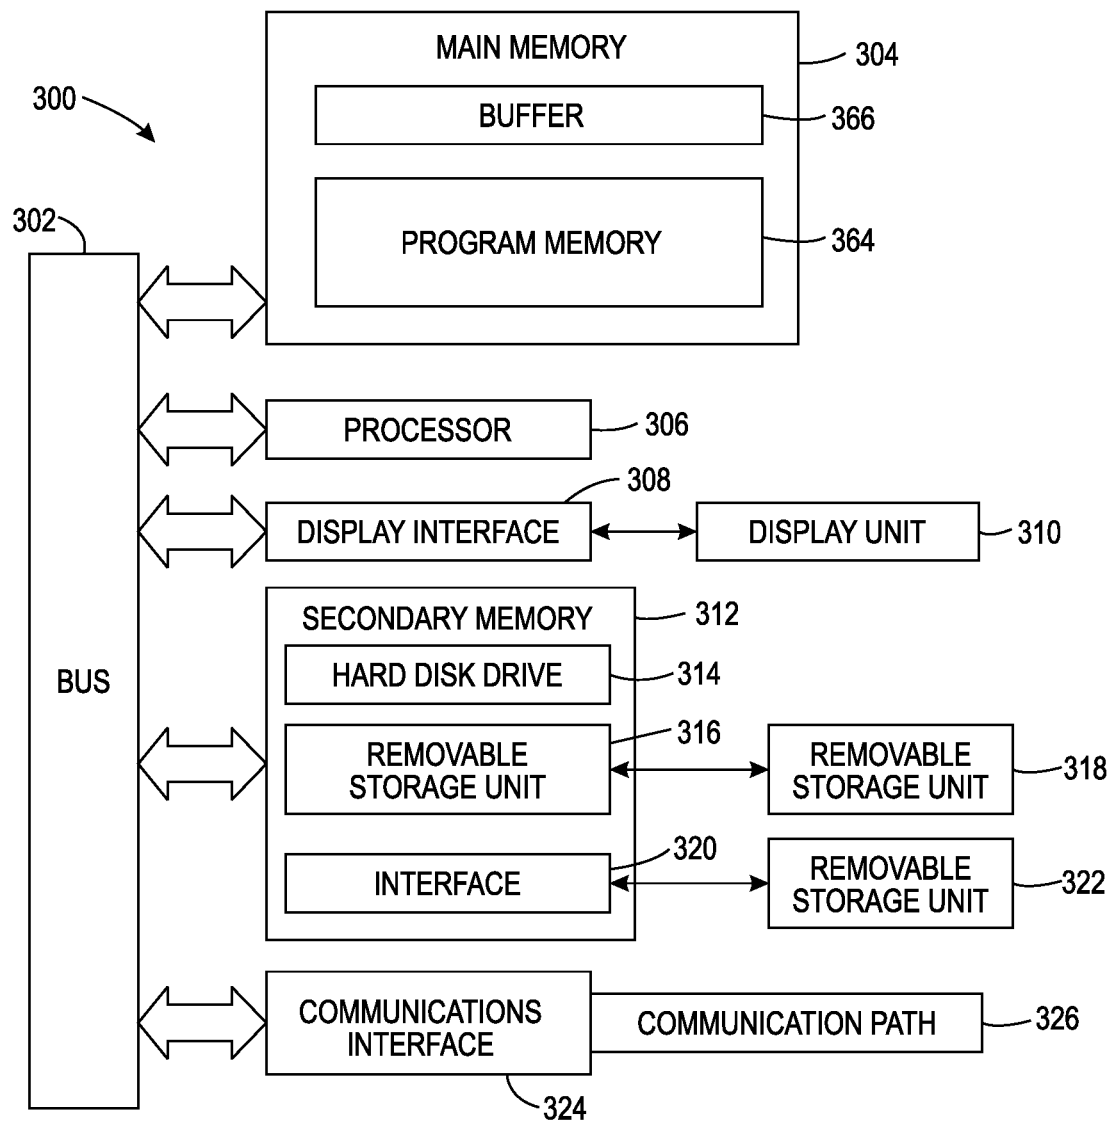 MAIN MEMORY
304
300
BUFFER
366
302
PROGRAM MEMORY
364
PROCESSOR
306
308
DISPLAY INTERFACE
DISPLAY UNIT
310
SECONDARY MEMORY
312
HARD DISK DRIVE
314
BUS
316
REMOVABLE
STORAGE UNIT
REMOVABLE
STORAGE UNIT
318
320
INTERFACE
REMOVABLE
STORAGE UNIT
322
COMMUNICATIONS
INTERFACE
COMMUNICATION PATH
326
324